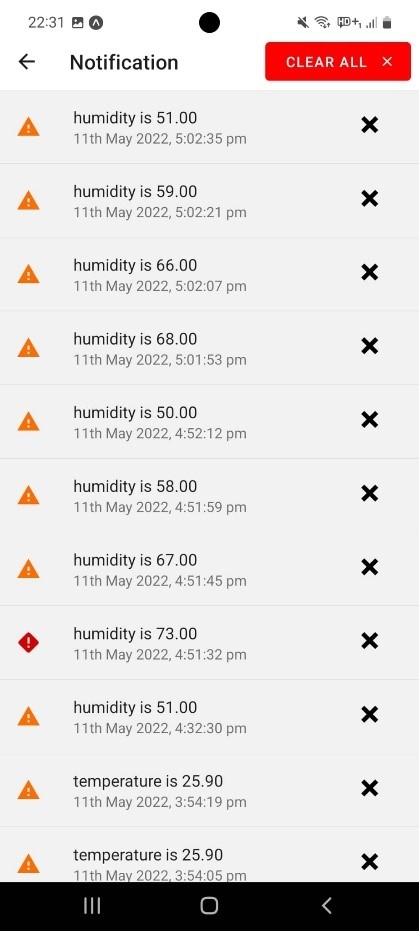 22:31
Notification
CLEAR ALL
humidity is 51.00
11th May 2022, 5:02:35 pm
humidity is 59.00
11th May 2022, 5:02:21 pm
humidity is 66.00
11th May 2022, 5:02:07 pm
humidity is 68.00
11th May 2022, 5:01:53 pm
humidity is 50.00
11th May 2022, 4:52:12 pm
humidity is 58.00
11th May 2022, 4:51:59 pm
humidity is 67.00
11th May 2022, 4:51:45 pm
humidity is 73.00
11th May 2022, 4:51:32 pm
humidity is 51.00
11th May 2022, 4:32:30 pm
temperature is 25.90
11th May 2022, 3:54:19 pm
temperature is 25.90
11th May 2022, 3:54:05 pm